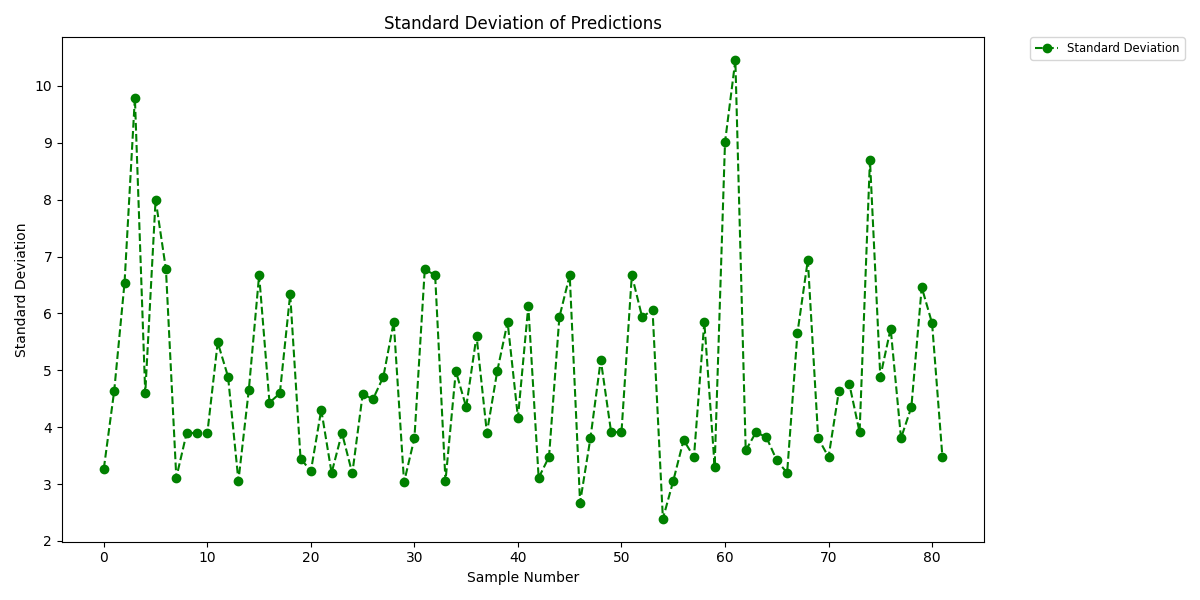 Standard Deviation of Predictions
Standard Deviation
10
9
8
7
6
5
4
3
2
Standard Deviation
0 10 20 30 40 50 60 70 80
Sample Number